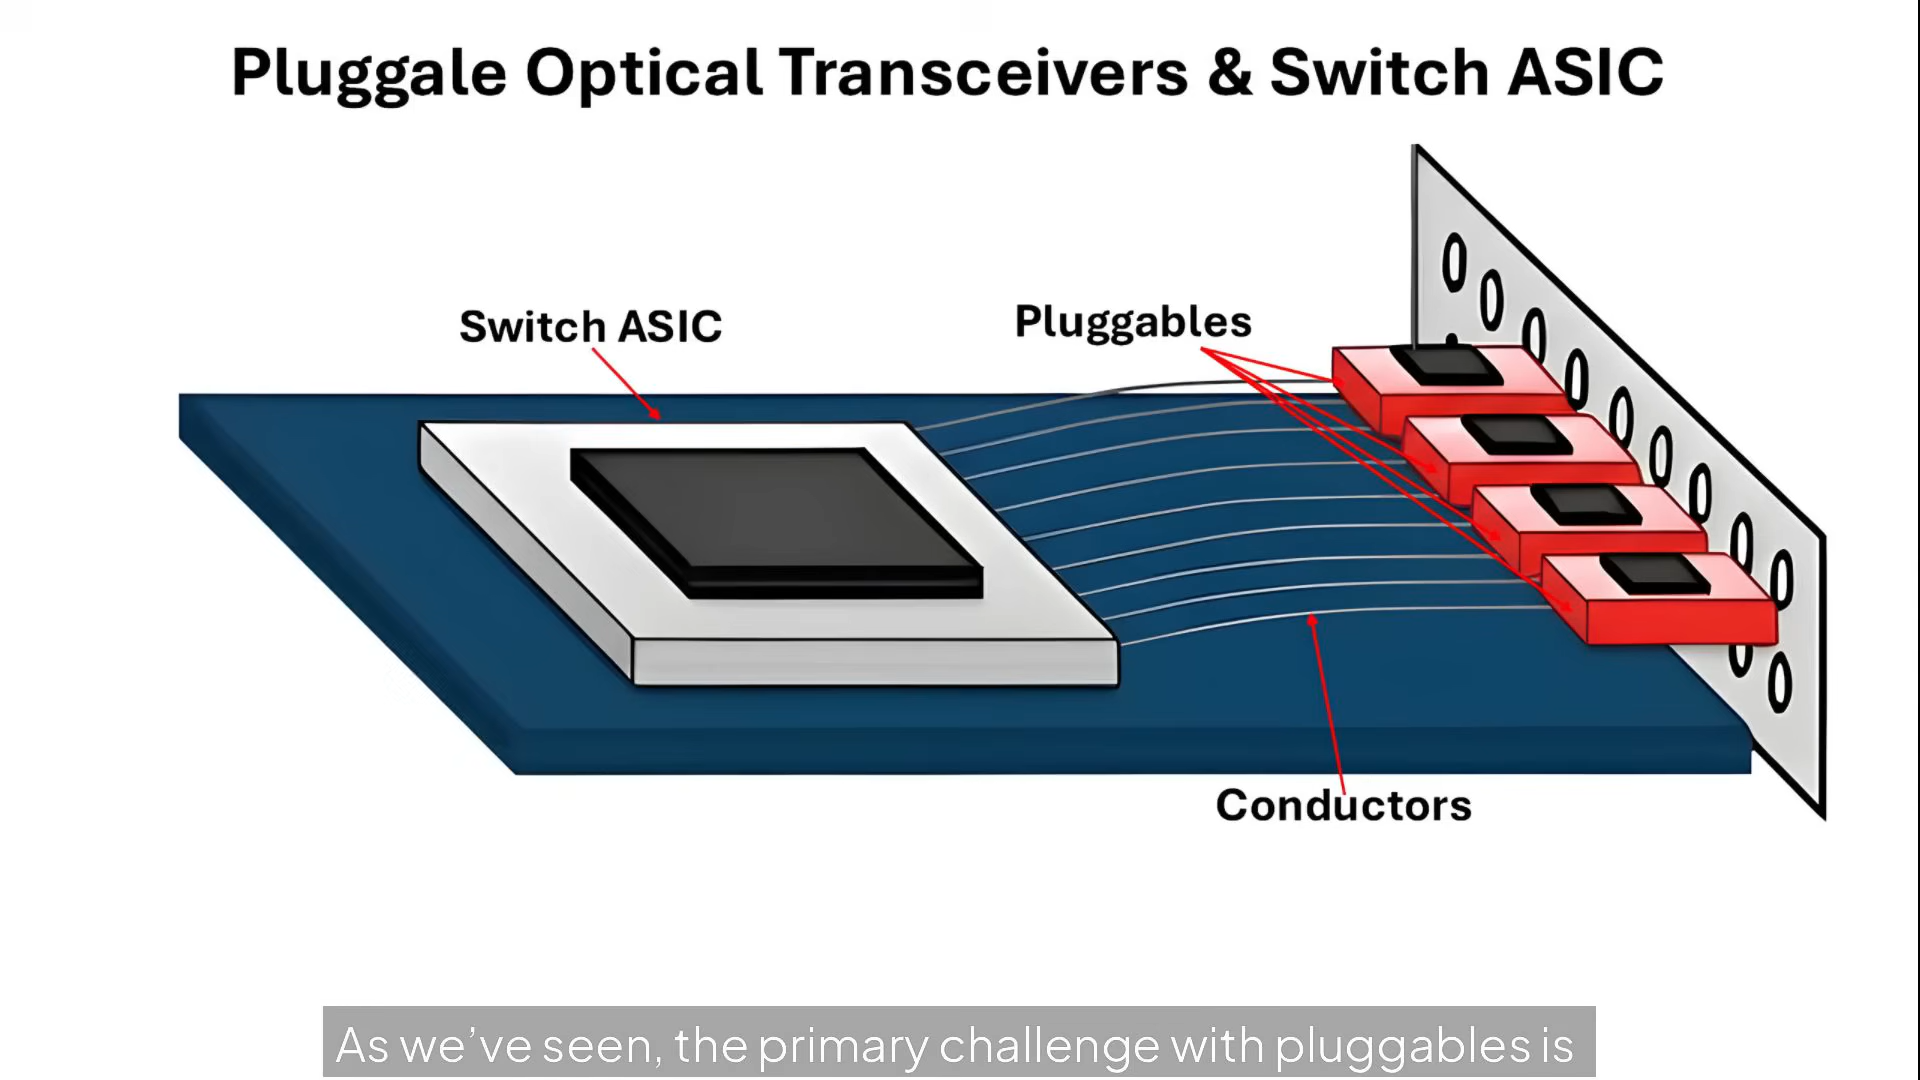 Pluggale Optical Transceivers & Switch ASIC
Switch ASIC
Pluggables
Conductors
As we’ve seen, the primary challenge with pluggables is